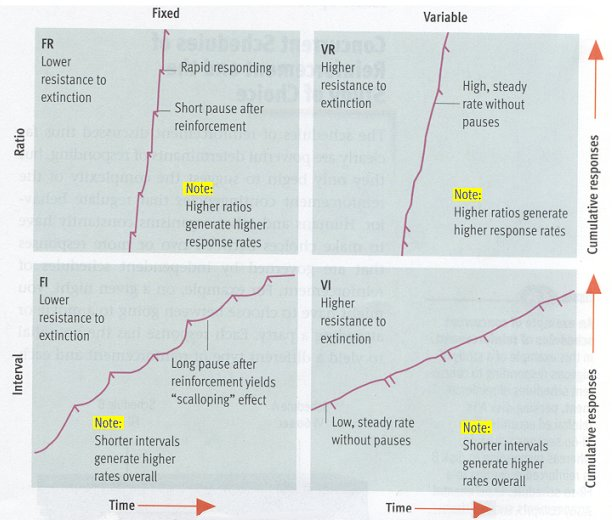 Fixed
Variable
Ratio
FR
Lower
resistance to
extinction
Rapid responding
Short pause after
reinforcement
Note:
Higher ratios
generate higher
response rates
VR
Higher
resistance to
extinction
High, steady
rate without
pauses
Note:
Higher ratios generate
higher response rates
Cumulative responses
Interval
FI
Lower
resistance to
extinction
Long pause after
reinforcement yields
“scalloping” effect
Note:
Shorter intervals
generate higher
rates overall
VI
Higher
resistance to
extinction
Low, steady rate
without pauses
Note:
Shorter intervals
generate higher
rates overall
Cumulative responses
Time
Time